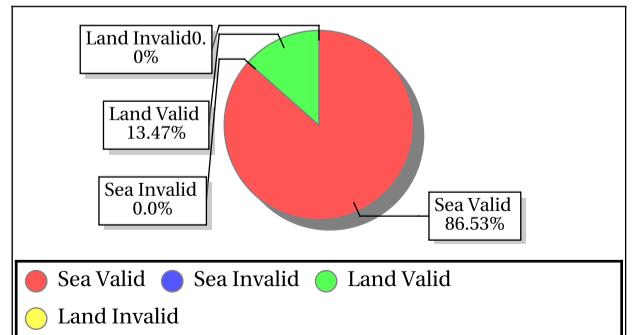 Land Invalid0.
0%
Land Valid
13.47%
Sea Invalid
0.0%
Sea Valid
86.53%
Sea Valid Sea Invalid Land Valid
Land Invalid